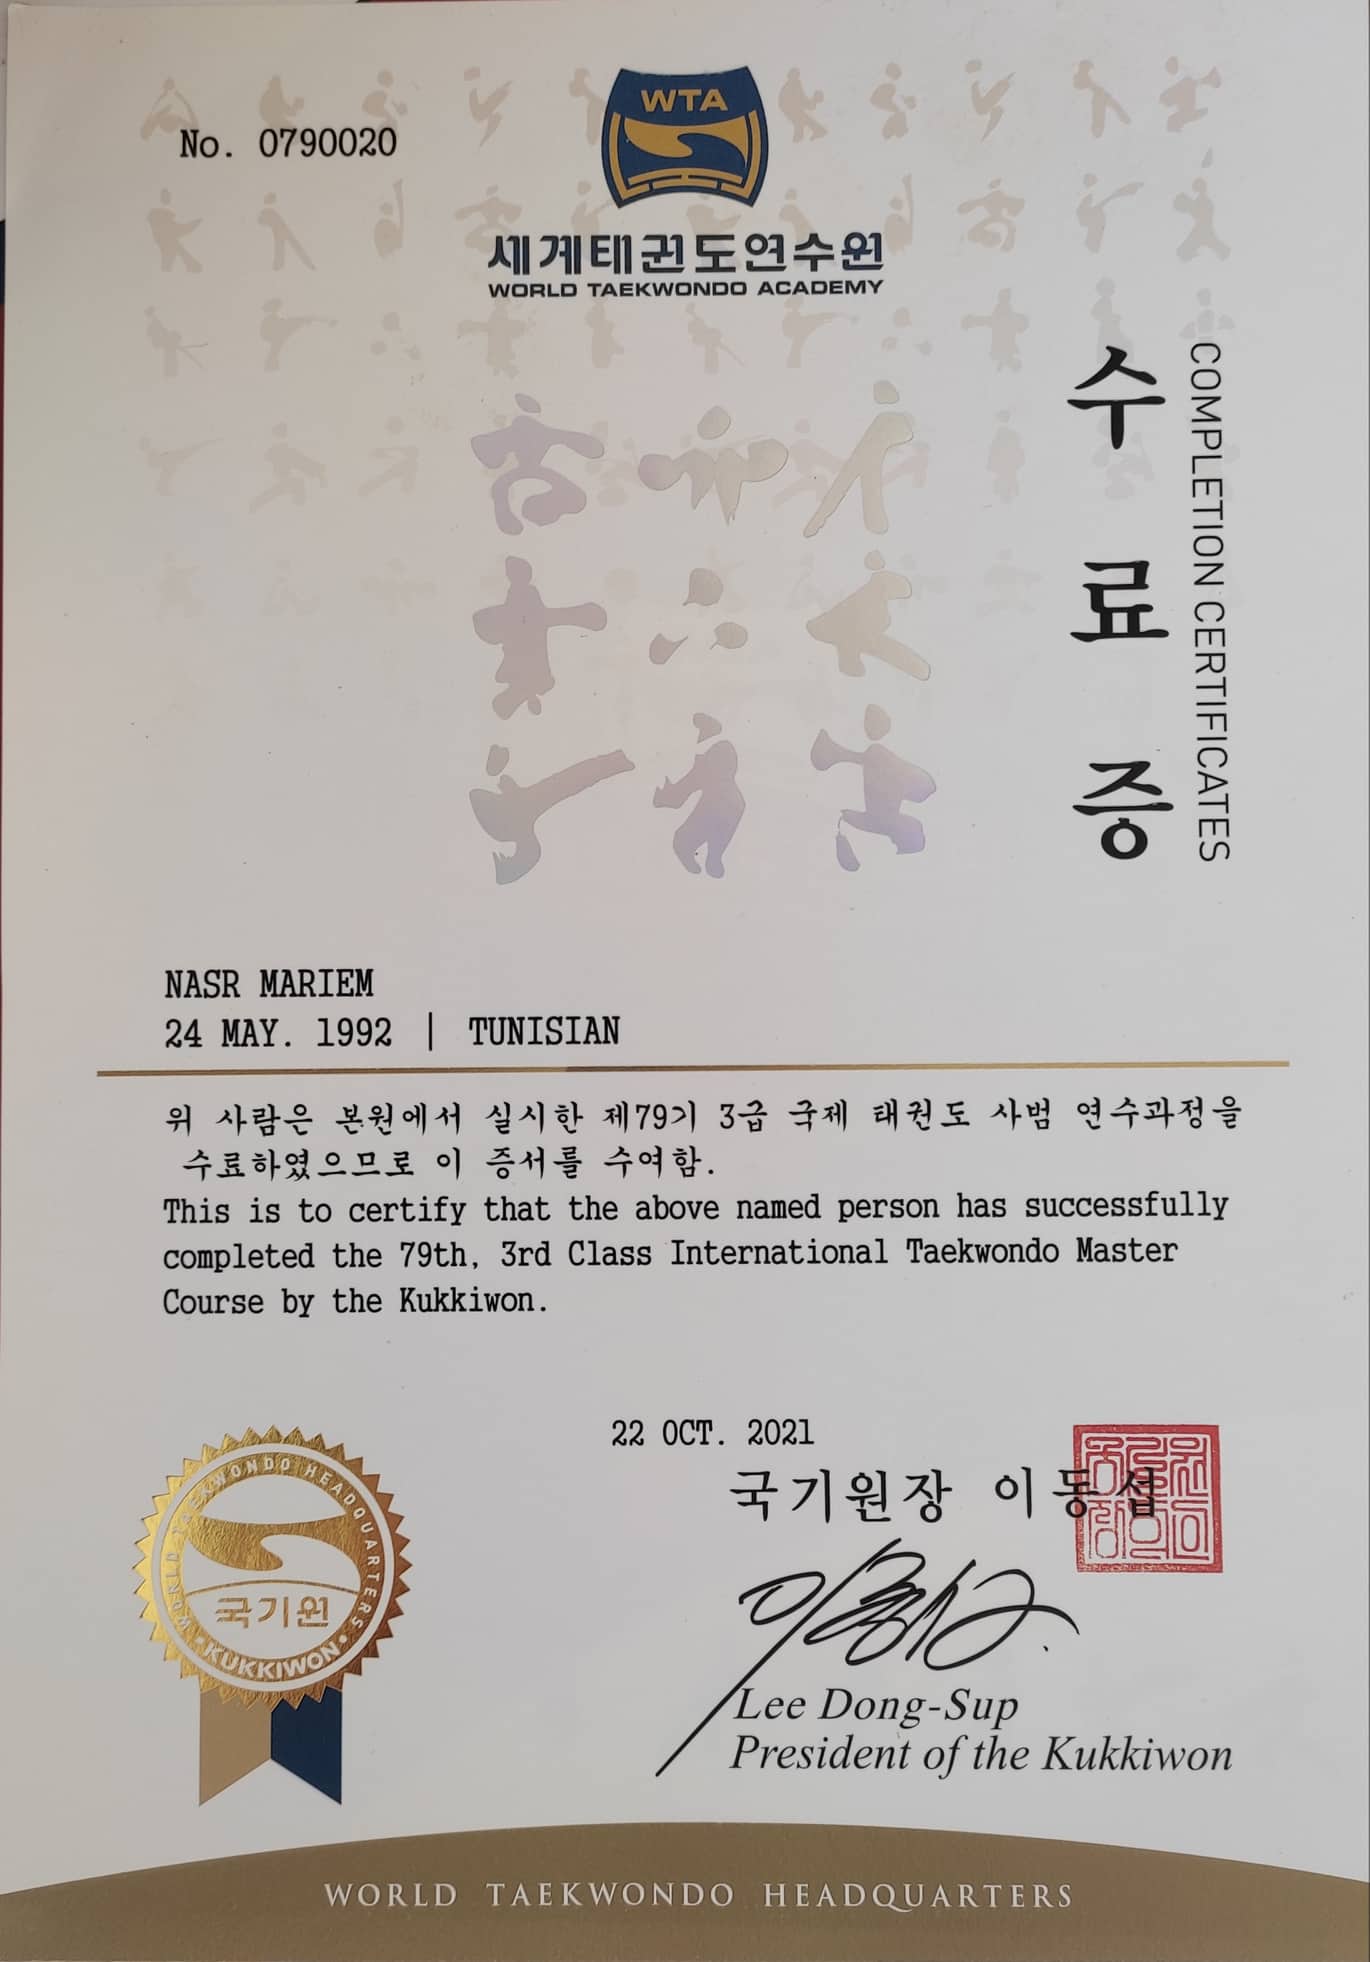 No. 0790020
WTA
세계태권도연수원
WORLD TAEKWONDO ACADEMY
수료증
COMPLETION CERTIFICATES
NASR MARIEM
24 MAY. 1992 | TUNISIAN
위 사람은 본원에서 실시한 제79기 3급 국제 태권도 사범 연수과정을
수료하였으므로 이 증서를 수여함.
This is to certify that the above named person has successfully
completed the 79th, 3rd Class International Taekwondo Master
Course by the Kukkiwon.
22 OCT. 2021
국기원장 이동섭
Lee Dong-Sup
President of the Kukkiwon
WORLD TAEKWONDO HEADQUARTERS
국기원
•KUKKIWON•
WORLD TAEKWONDO HEADQUARTERS